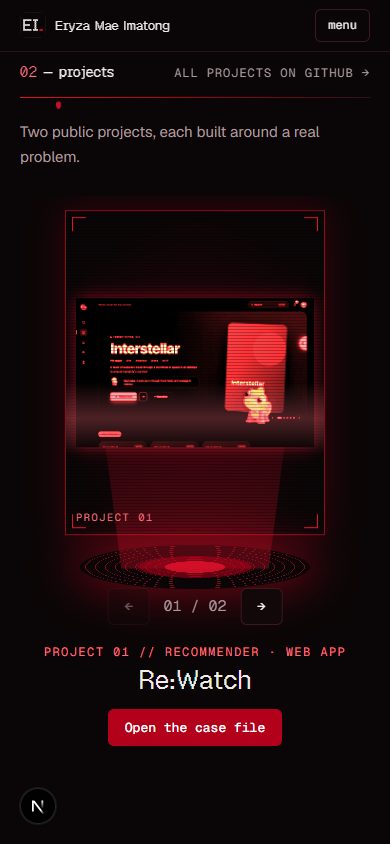 EI. Eryza Mae Imatong
menu
02 — projects
ALL PROJECTS ON GITHUB →
Two public projects, each built around a real
problem.
Interstellar
Interstellar
PROJECT 01
← 01 / 02 →
PROJECT 01 // RECOMMENDER · WEB APP
Re:Watch
Open the case file
N